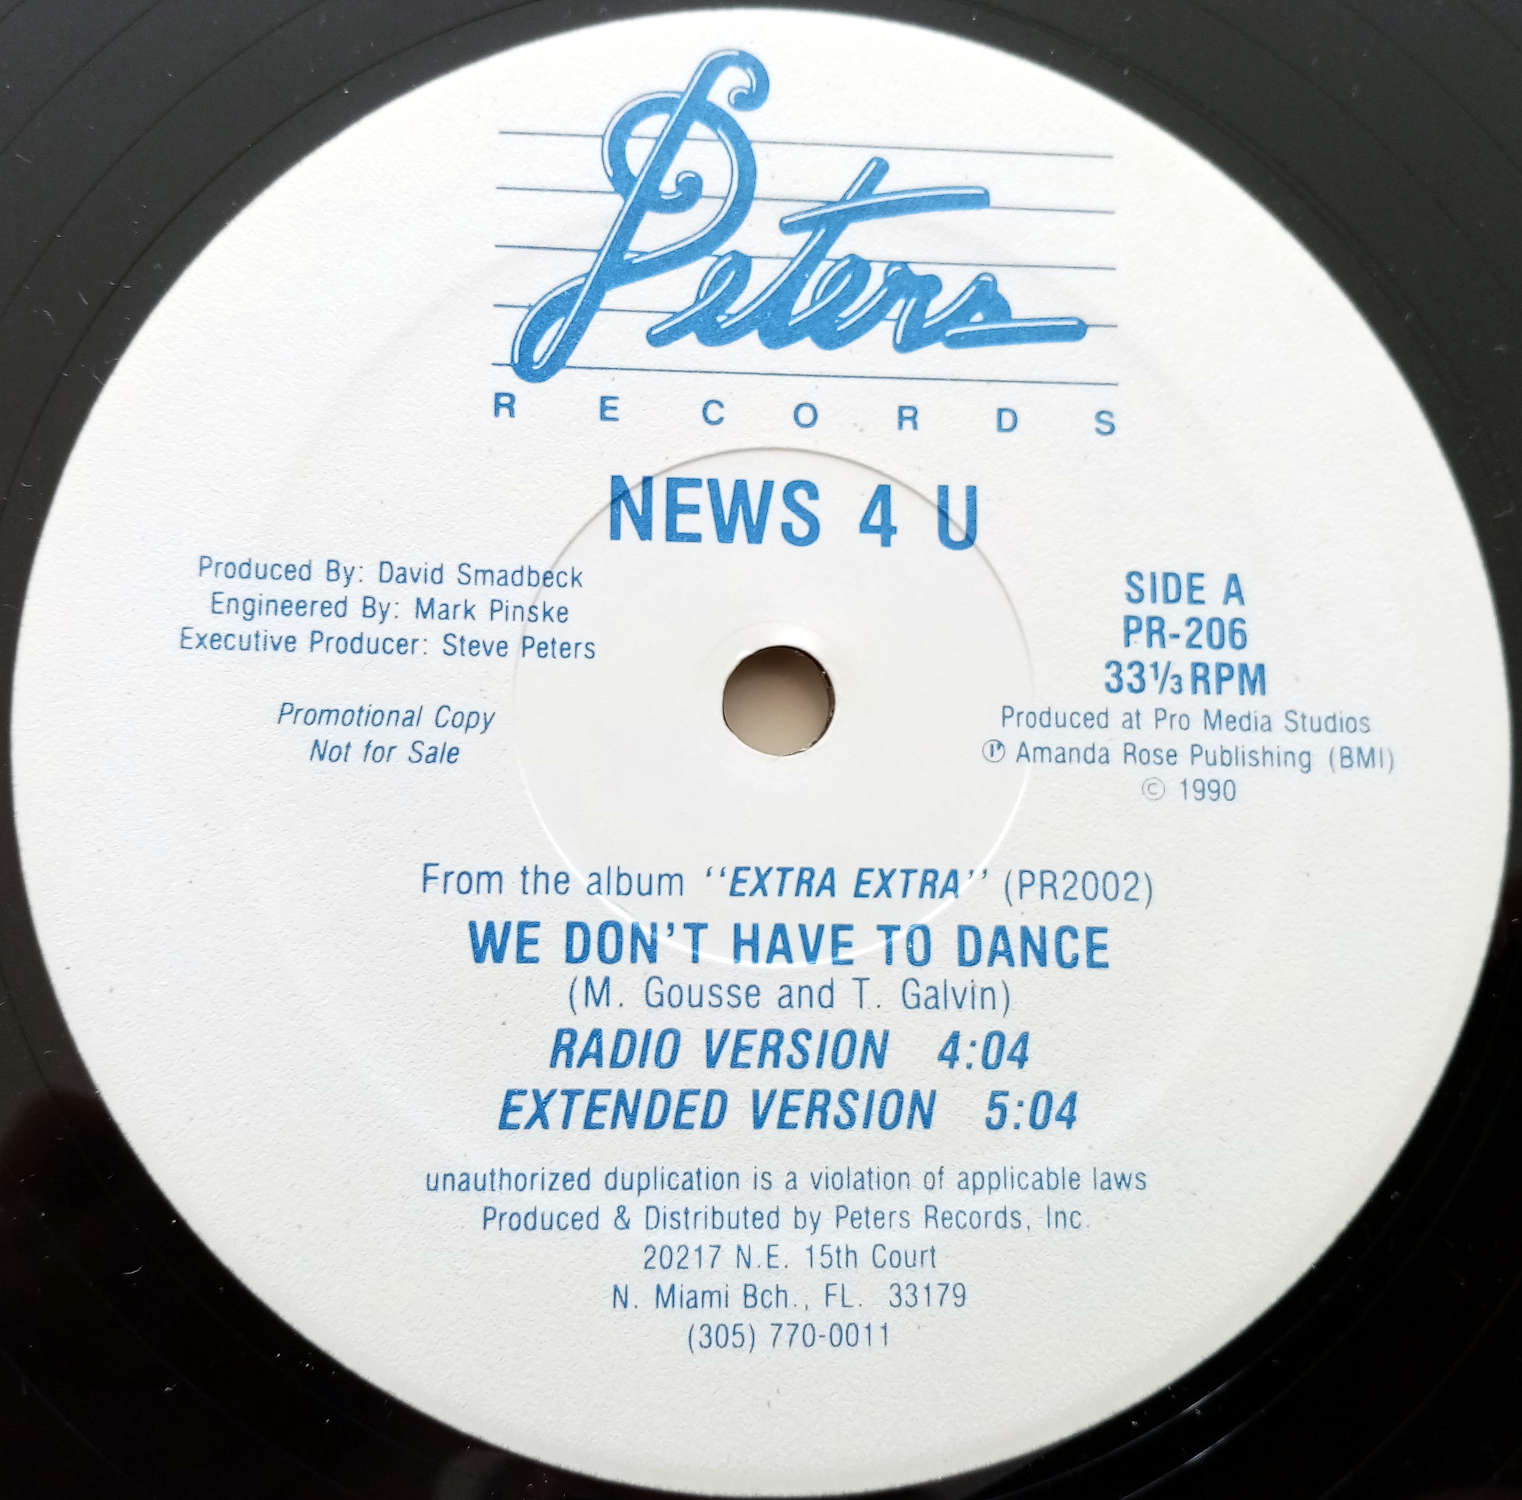 Peters
RECORDS
NEWS 4 U
Produced By: David Smadbeck
Engineered By: Mark Pinske
Executive Producer: Steve Peters
Promotional Copy
Not for Sale
SIDE A
PR-206
33⅓ RPM
Produced at Pro Media Studios
℗ Amanda Rose Publishing (BMI)
© 1990
From the album "EXTRA EXTRA" (PR2002)
WE DON'T HAVE TO DANCE
(M. Gousse and T. Galvin)
RADIO VERSION 4:04
EXTENDED VERSION 5:04
unauthorized duplication is a violation of applicable laws
Produced & Distributed by Peters Records, Inc.
20217 N.E. 15th Court
N. Miami Bch., FL. 33179
(305) 770-0011